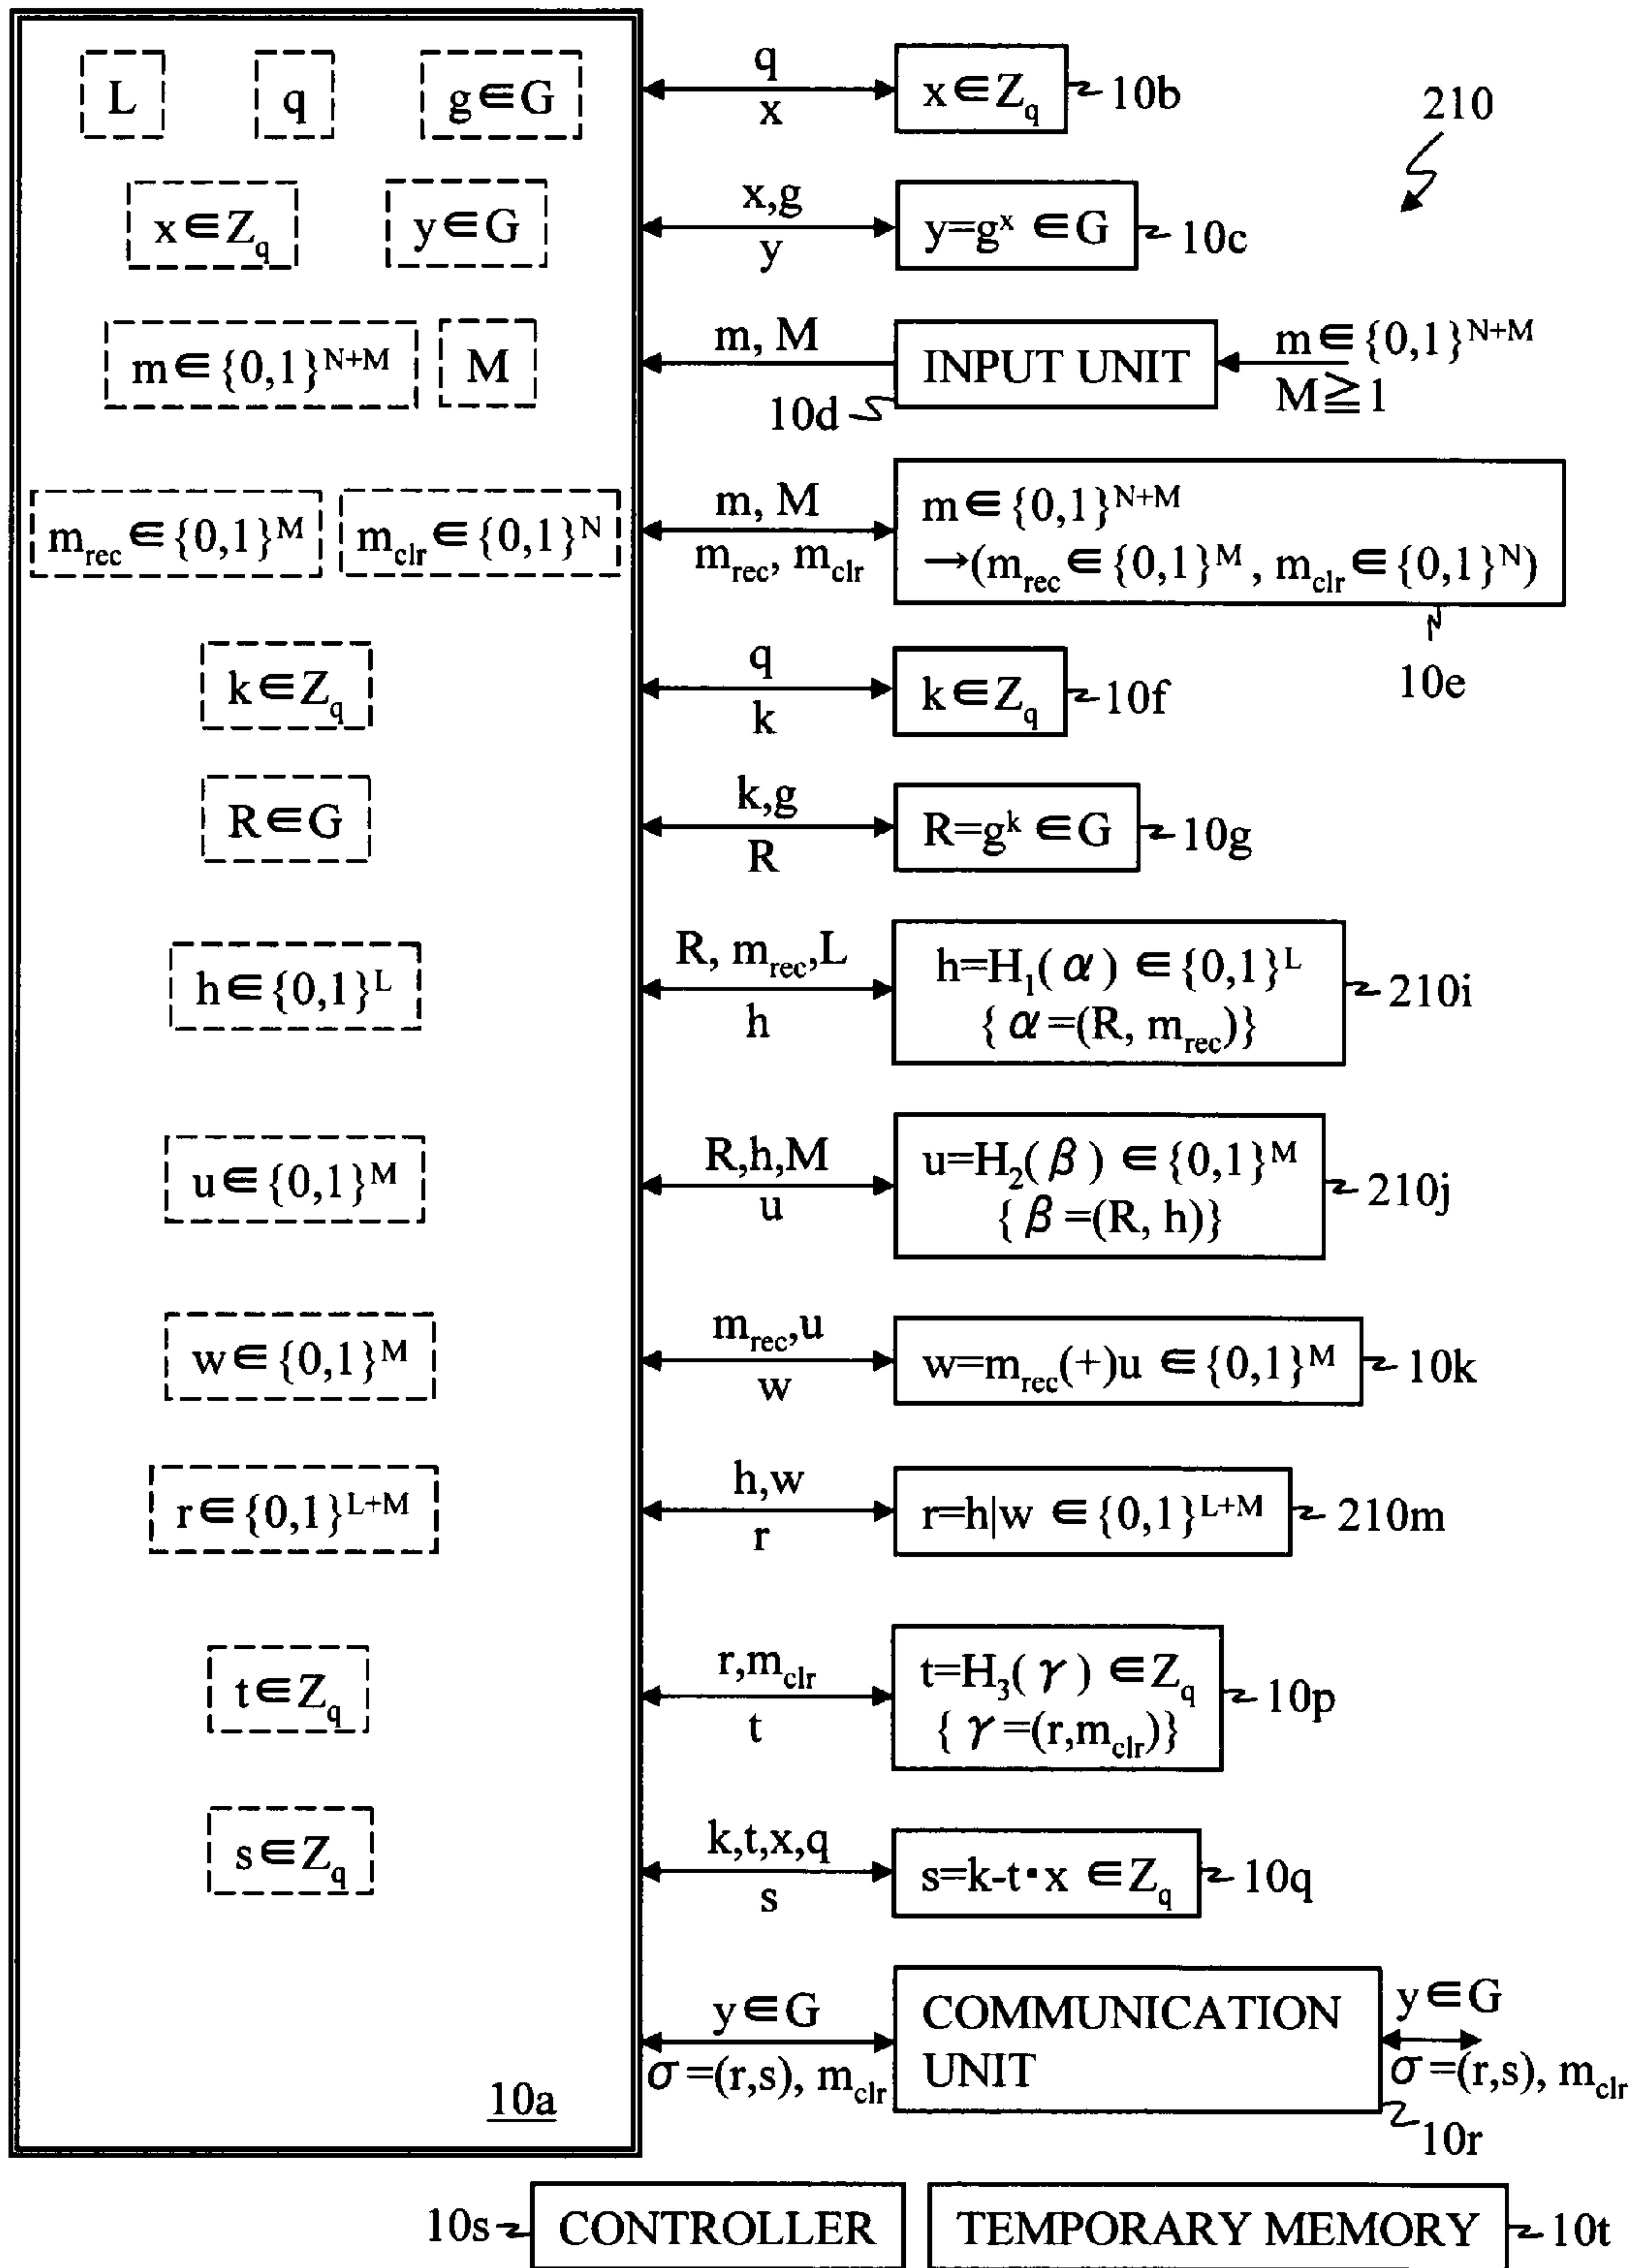 L q g∈G
q
x
x∈Z_q
10b
210
x∈Z_q y∈G
x,g
y
y=g^x ∈G
10c
m∈{0,1}^{N+M} M
m, M
INPUT UNIT
m∈{0,1}^{N+M}
M≧1
10d
m_rec ∈{0,1}^M m_clr ∈{0,1}^N
m, M
m_rec, m_clr
m∈{0,1}^{N+M}
→(m_rec ∈{0,1}^M , m_clr ∈{0,1}^N)
10e
k∈Z_q
q
k
k∈Z_q
10f
R∈G
k,g
R
R=g^k ∈G
10g
h∈{0,1}^L
R, m_rec,L
h
h=H_1(α) ∈{0,1}^L
{ α=(R, m_rec)}
210i
u∈{0,1}^M
R,h,M
u
u=H_2(β) ∈{0,1}^M
{ β=(R, h)}
210j
w∈{0,1}^M
m_rec,u
w
w=m_rec(+)u ∈{0,1}^M
10k
r∈{0,1}^{L+M}
h,w
r
r=h|w ∈{0,1}^{L+M}
210m
t∈Z_q
r,m_clr
t
t=H_3(γ) ∈Z_q
{ γ=(r,m_clr)}
10p
s∈Z_q
k,t,x,q
s
s=k-t·x ∈Z_q
10q
y∈G
σ=(r,s), m_clr
COMMUNICATION
UNIT
y∈G
σ=(r,s), m_clr
10r
10a
10s CONTROLLER
TEMPORARY MEMORY 10t